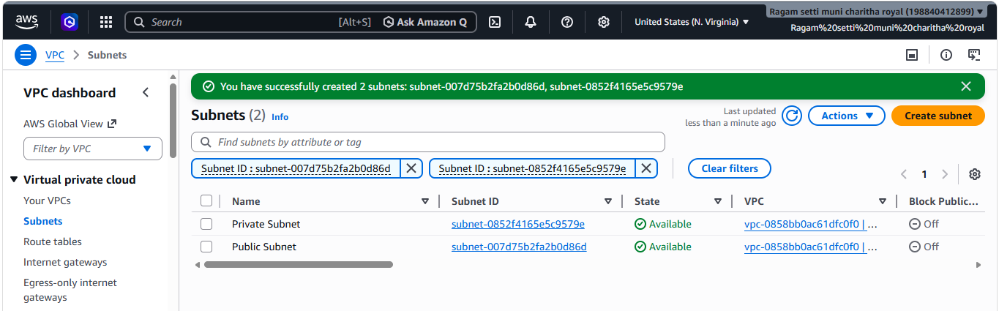 aws
Search [Alt+S] Ask Amazon Q
United States (N. Virginia)
Ragam setti muni charitha royal (198840412899)
Ragam%20setti%20muni%20charitha%20royal
VPC > Subnets
VPC dashboard
AWS Global View
Filter by VPC
Virtual private cloud
Your VPCs
Subnets
Route tables
Internet gateways
Egress-only internet
gateways
You have successfully created 2 subnets: subnet-007d75b2fa2b0d86d, subnet-0852f4165e5c9579e
Subnets (2) Info
Last updated
less than a minute ago
Actions
Create subnet
Find subnets by attribute or tag
Subnet ID : subnet-007d75b2fa2b0d86d
Subnet ID : subnet-0852f4165e5c9579e
Clear filters
1
Name Subnet ID State VPC Block Public...
Private Subnet subnet-0852f4165e5c9579e Available vpc-0858bb0ac61dfc0f0 | ... Off
Public Subnet subnet-007d75b2fa2b0d86d Available vpc-0858bb0ac61dfc0f0 | ... Off